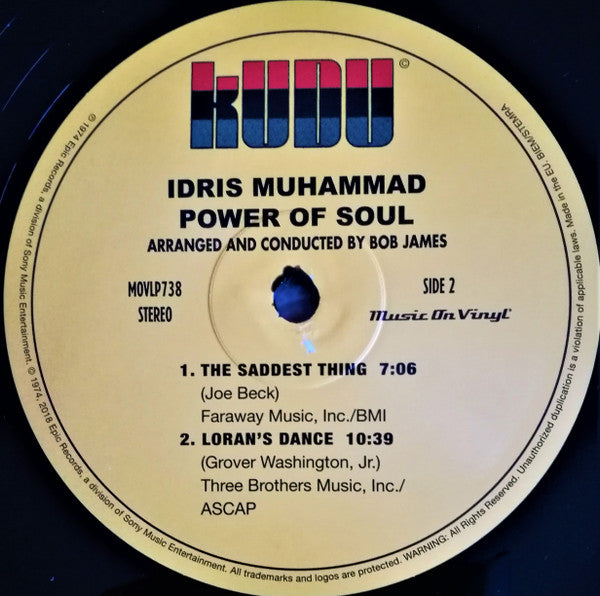 KUDU©
IDRIS MUHAMMAD
POWER OF SOUL
ARRANGED AND CONDUCTED BY BOB JAMES
MOVLP738
STEREO
SIDE 2
Music On Vinyl®
1. THE SADDEST THING 7:06
(Joe Beck)
Faraway Music, Inc./BMI
2. LORAN'S DANCE 10:39
(Grover Washington, Jr.)
Three Brothers Music, Inc./
ASCAP
℗ 1974 Epic Records, a division of Sony Music Entertainment. © 1974, 2018 Epic Records, a division of Sony Music Entertainment. All trademarks and logos are protected. WARNING: All Rights Reserved. Unauthorized duplication is a violation of applicable laws. Made in the EU. BIEM/STEMRA